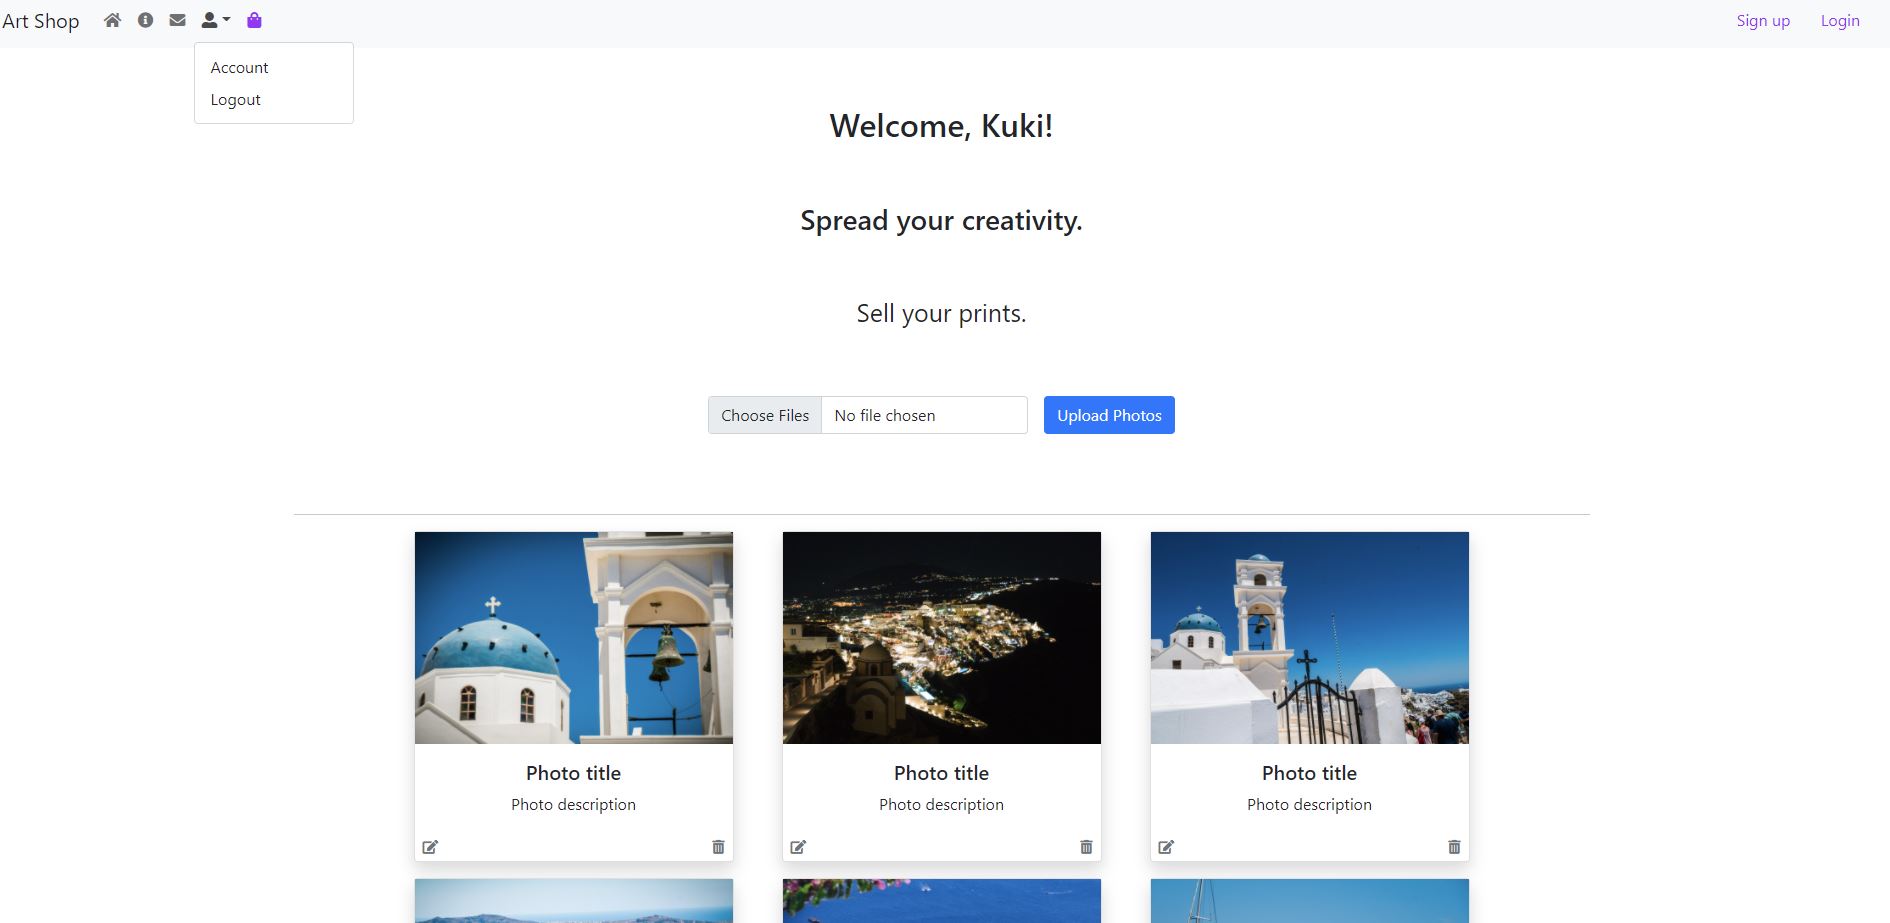 Art Shop
Sign up
Login
Account
Logout
Welcome, Kuki!
Spread your creativity.
Sell your prints.
Choose Files
No file chosen
Upload Photos
Photo title
Photo description
Photo title
Photo description
Photo title
Photo description